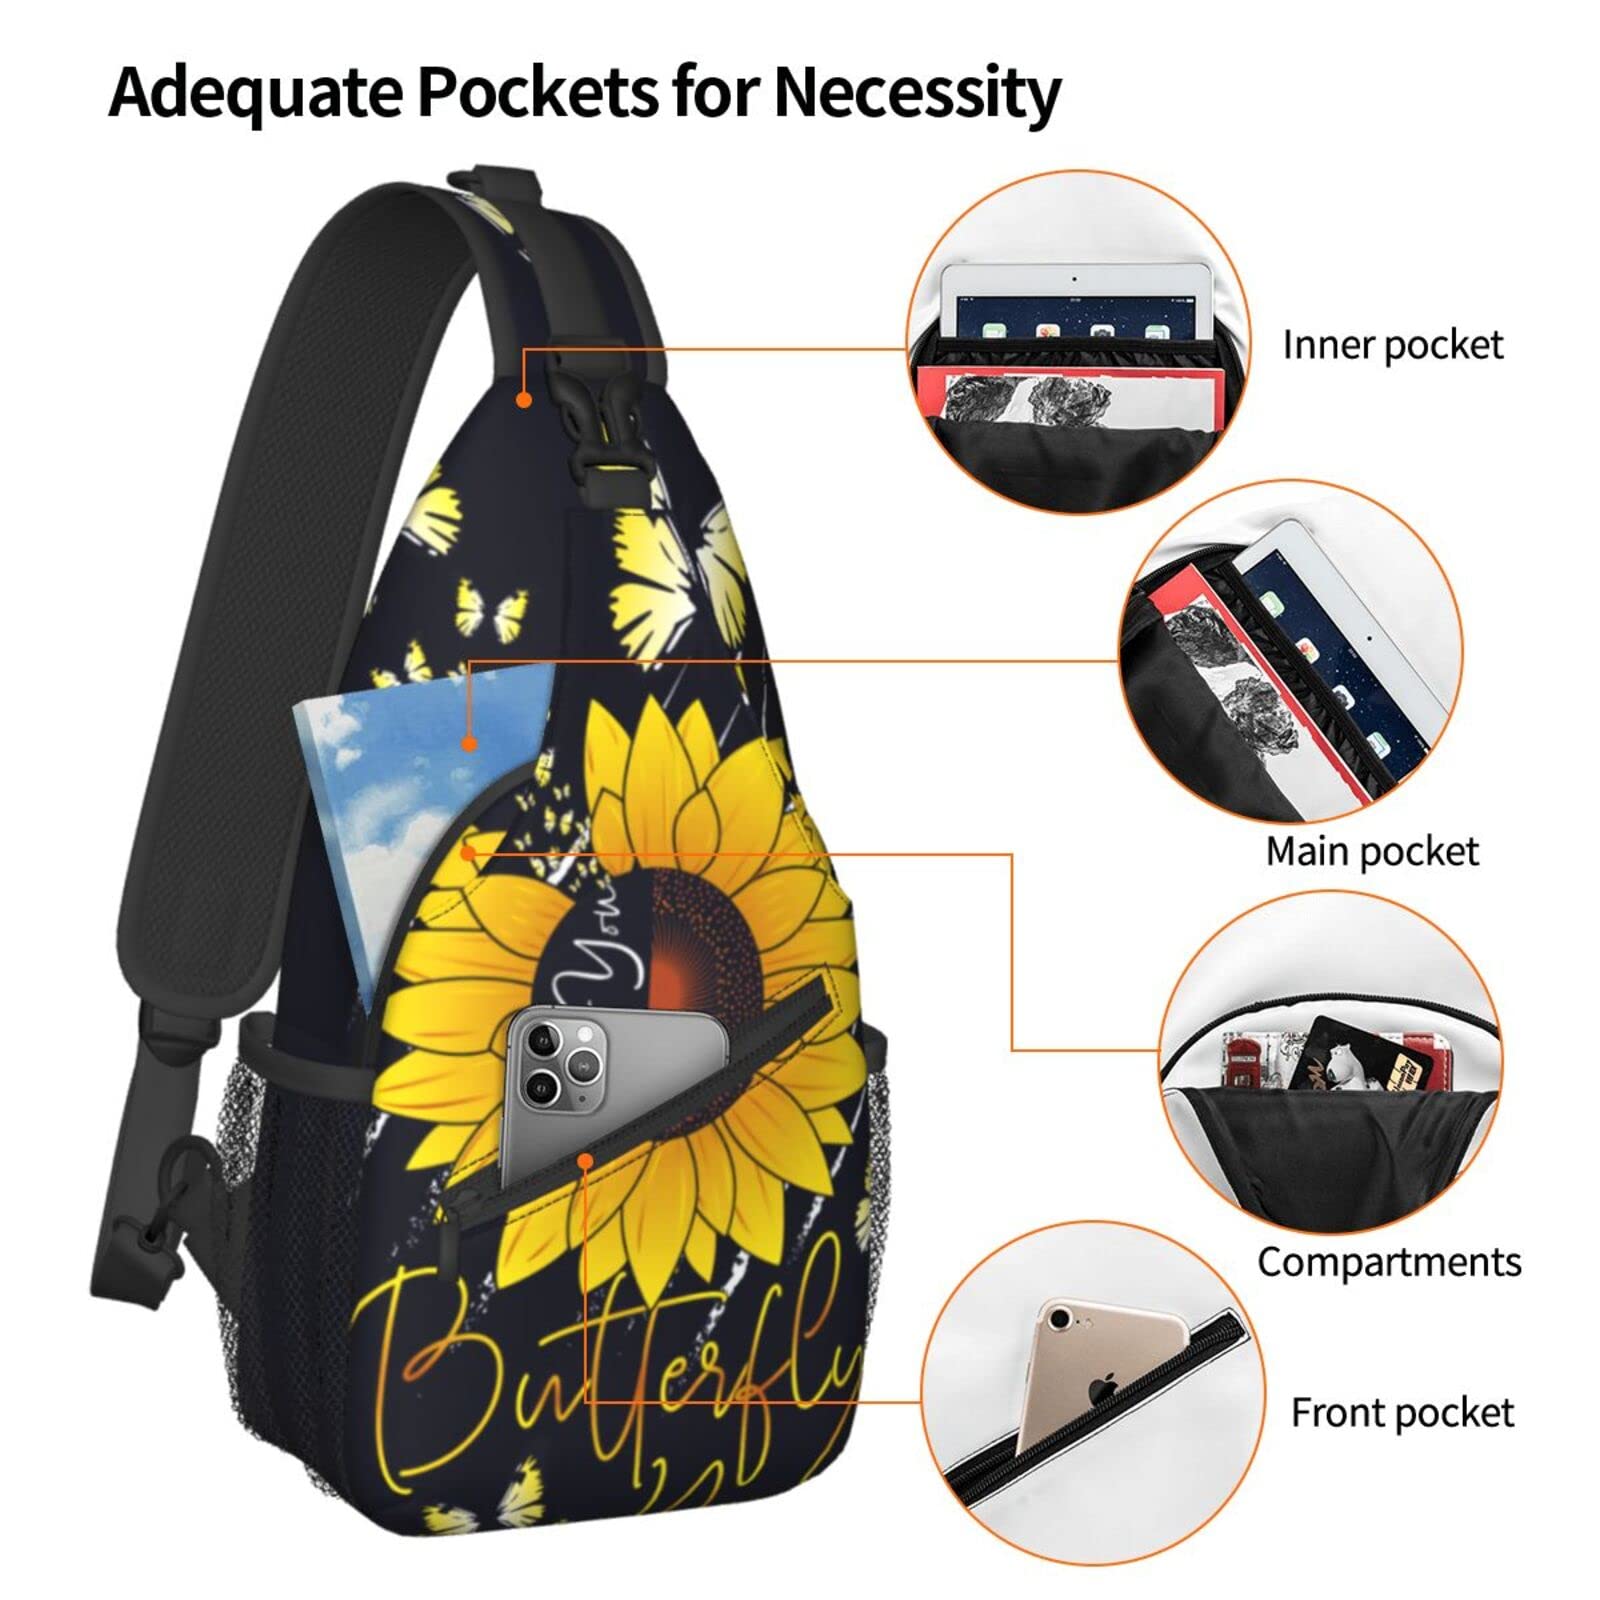 Adequate Pockets for Necessity
Inner pocket
Main pocket
You
Compartments
Butterfly
Front pocket